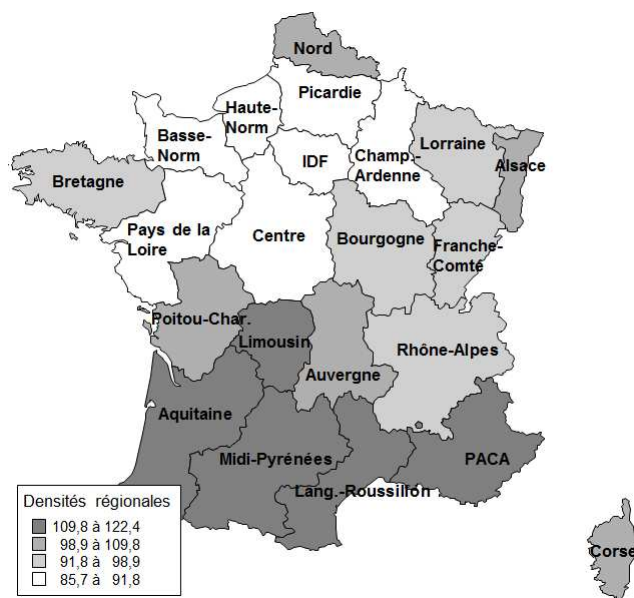 Nord
Picardie
Haute-
Norm
Basse-
Norm
IDF
Champ.-
Ardenne
Lorraine
Alsace
Bretagne
Pays de la
Loire
Centre
Bourgogne
Franche-
Comté
Poitou-Char.
Limousin
Auvergne
Rhône-Alpes
Aquitaine
Midi-Pyrénées
Lang.-Roussillon
PACA
Corse
Densités régionales
109,8 à 122,4
98,9 à 109,8
91,8 à 98,9
85,7 à 91,8